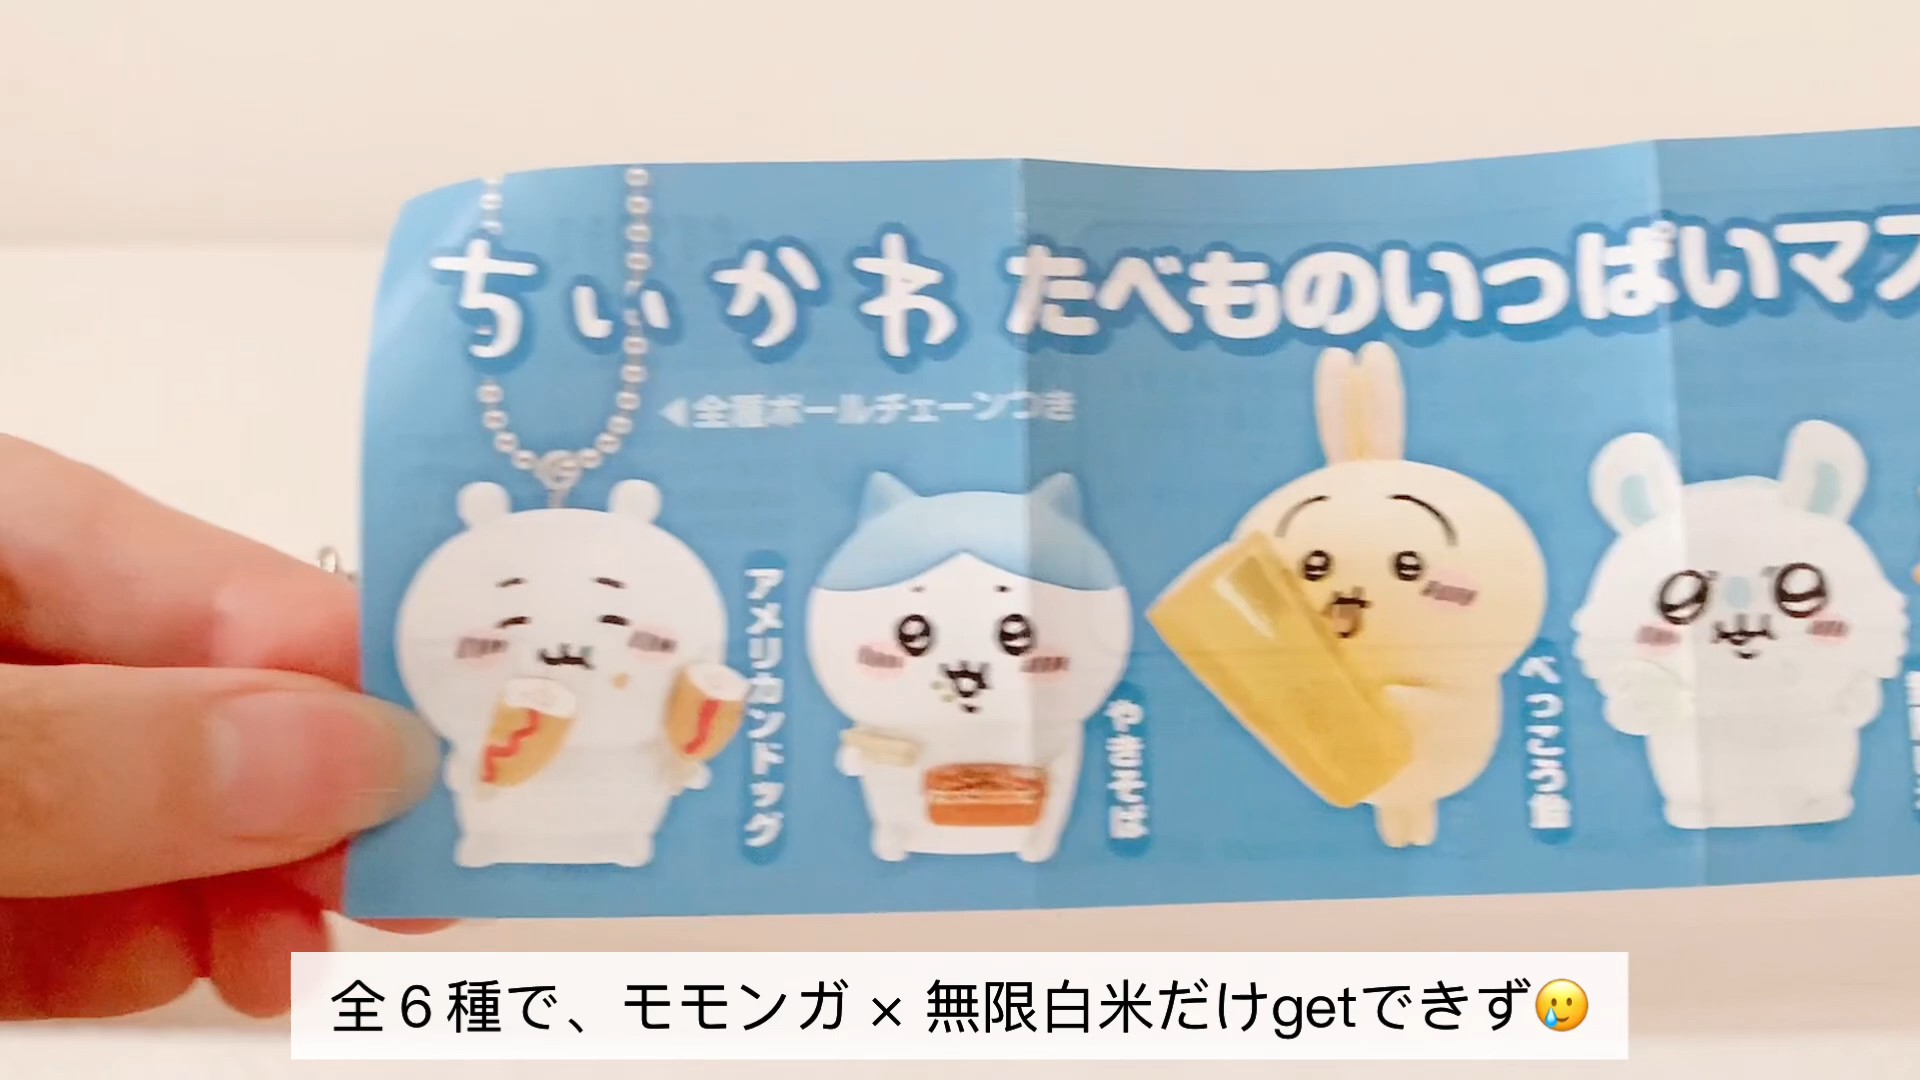 ちいかわ たべものいっぱいマス
◀全種ボールチェーンつき
アメリカンドッグ
やきそば
べっこう飴
全6種で、モモンガ × 無限白米だけgetできず🥲